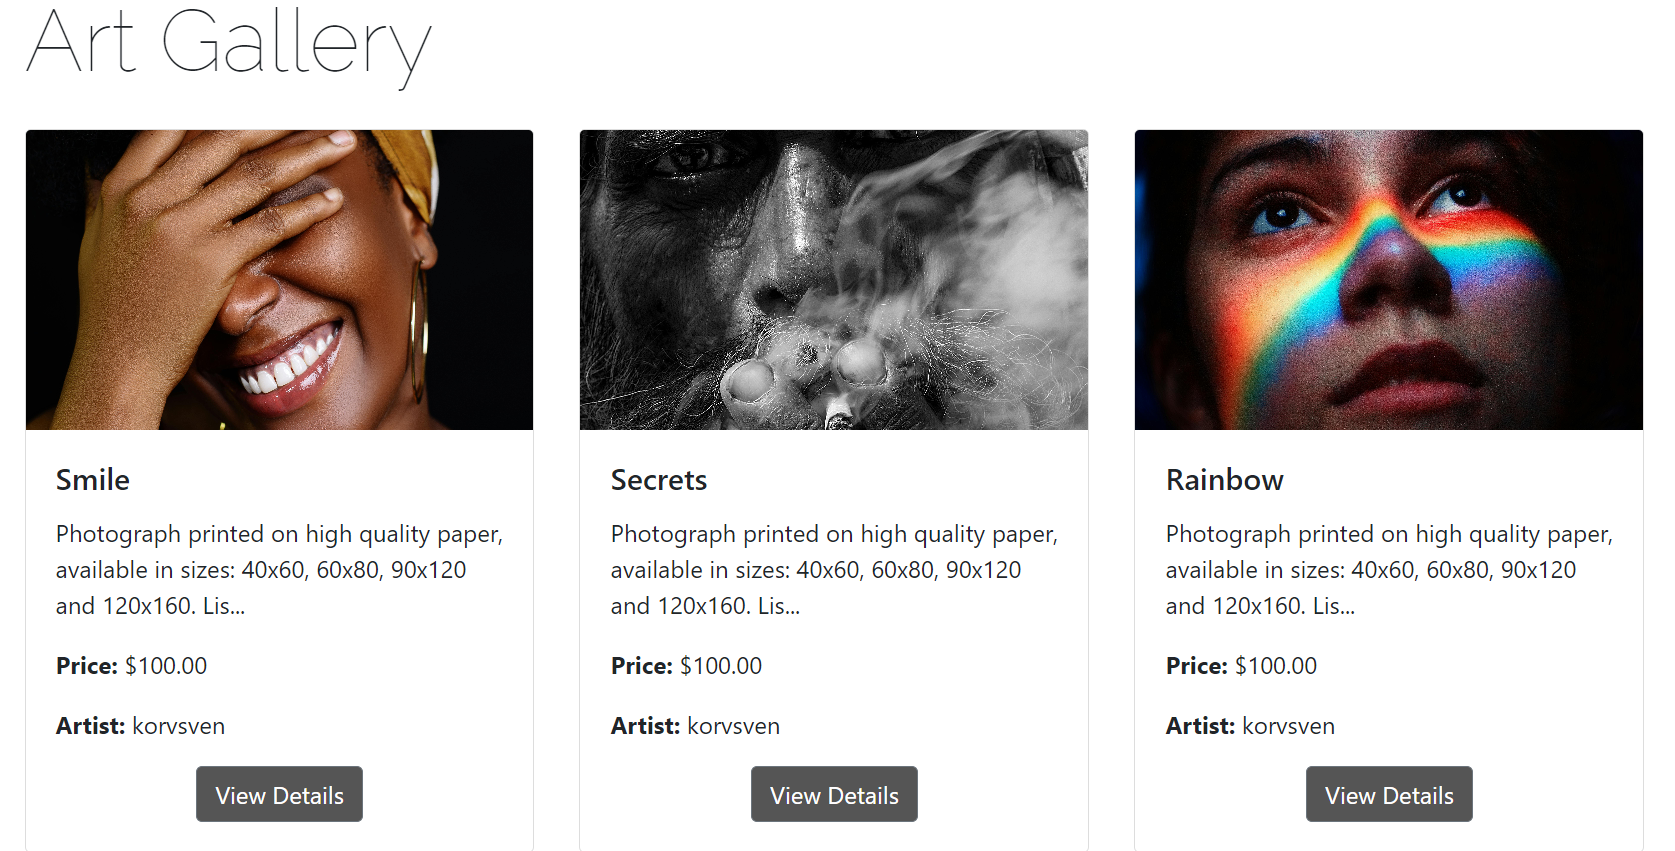 Art Gallery
Smile
Photograph printed on high quality paper,
available in sizes: 40x60, 60x80, 90x120
and 120x160. Lis...
Price: $100.00
Artist: korvsven
View Details
Secrets
Photograph printed on high quality paper,
available in sizes: 40x60, 60x80, 90x120
and 120x160. Lis...
Price: $100.00
Artist: korvsven
View Details
Rainbow
Photograph printed on high quality paper,
available in sizes: 40x60, 60x80, 90x120
and 120x160. Lis...
Price: $100.00
Artist: korvsven
View Details